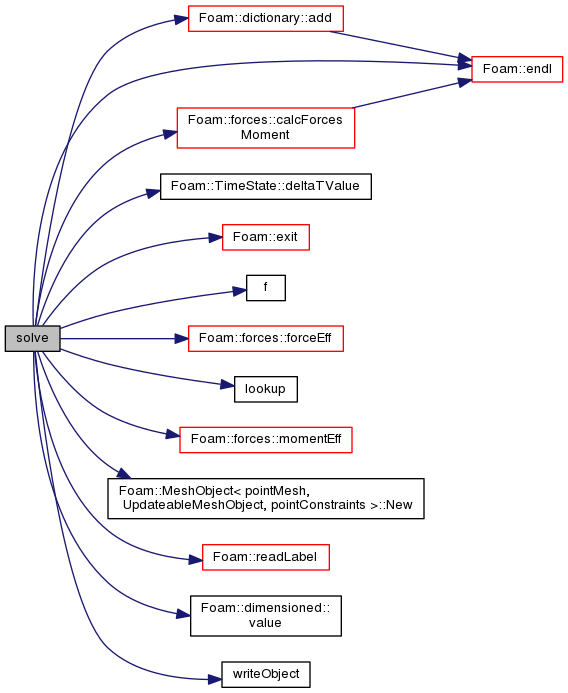 Foam::dictionary::add
Foam::endl
Foam::forces::calcForces
Moment
Foam::TimeState::deltaTValue
Foam::exit
f
solve
Foam::forces::forceEff
lookup
Foam::forces::momentEff
Foam::MeshObject< pointMesh,
UpdateableMeshObject, pointConstraints >::New
Foam::readLabel
Foam::dimensioned::
value
writeObject